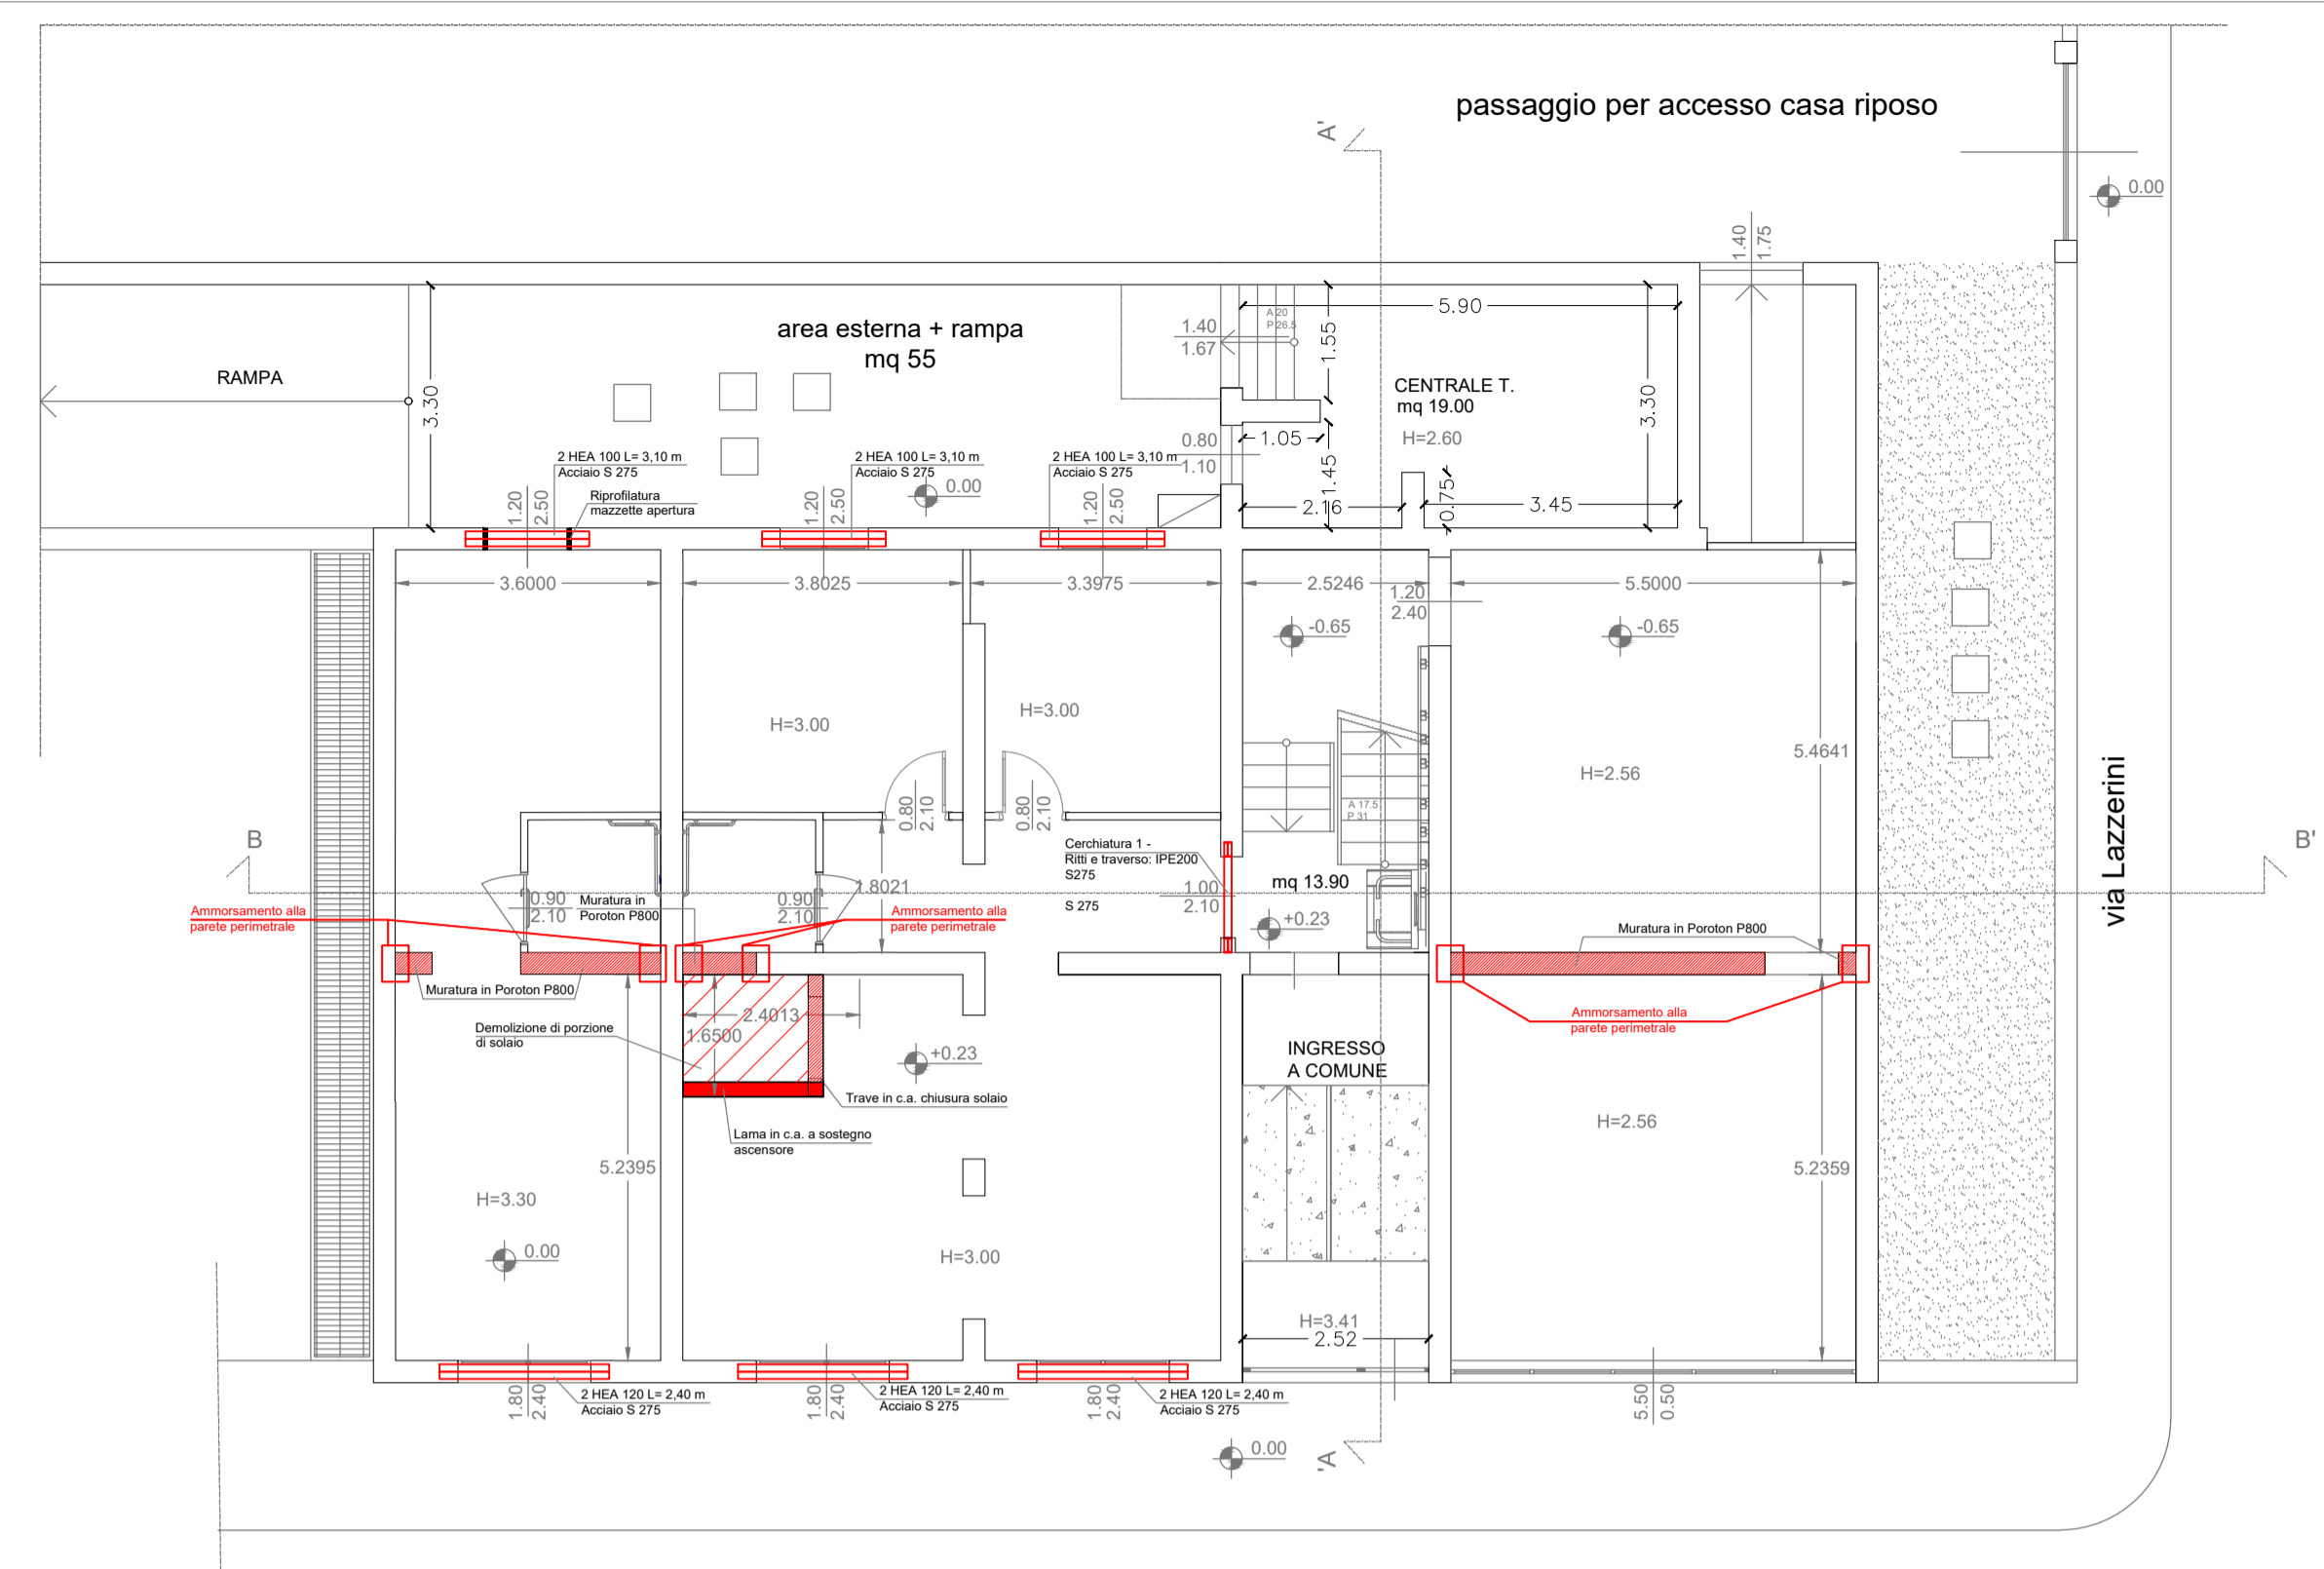 passaggio per accesso casa riposo
A'
0.00
1.40
1.75
5.90
area esterna + rampa
mq 55
1.40
1.67
A 20
P 26.5
1.55
RAMPA
3.30
CENTRALE T.
mq 19.00
H=2.60
3.30
0.80
1.10
1.05
1.45
2.16
0.75
3.45
2 HEA 100 L= 3,10 m
Acciaio S 275
Riprofilatura
mazzette apertura
2 HEA 100 L= 3,10 m
Acciaio S 275
0.00
2 HEA 100 L= 3,10 m
Acciaio S 275
1.20
2.50
1.20
2.50
1.20
2.50
3.6000
3.8025
3.3975
2.5246
1.20
2.40
5.5000
-0.65
-0.65
H=3.00
H=3.00
H=2.56
5.4641
0.80
2.10
0.80
2.10
A 17.5
P 31
via Lazzerini
B
B'
Cerchiatura 1 -
Ritti e traverso: IPE200
S275
S 275
1.00
2.10
mq 13.90
+0.23
1.8021
0.90
2.10
Muratura in
Poroton P800
0.90
2.10
Ammorsamento alla
parete perimetrale
Ammorsamento alla
parete perimetrale
Muratura in Poroton P800
Muratura in Poroton P800
Demolizione di porzione
di solaio
2.4013
1.6500
+0.23
Ammorsamento alla
parete perimetrale
INGRESSO
A COMUNE
Trave in c.a. chiusura solaio
Lama in c.a. a sostegno
ascensore
H=2.56
5.2395
5.2359
H=3.30
0.00
H=3.00
H=3.41
2.52
1.80
2.40
2 HEA 120 L= 2,40 m
Acciaio S 275
1.80
2.40
2 HEA 120 L= 2,40 m
Acciaio S 275
1.80
2.40
2 HEA 120 L= 2,40 m
Acciaio S 275
5.50
0.50
0.00
'A